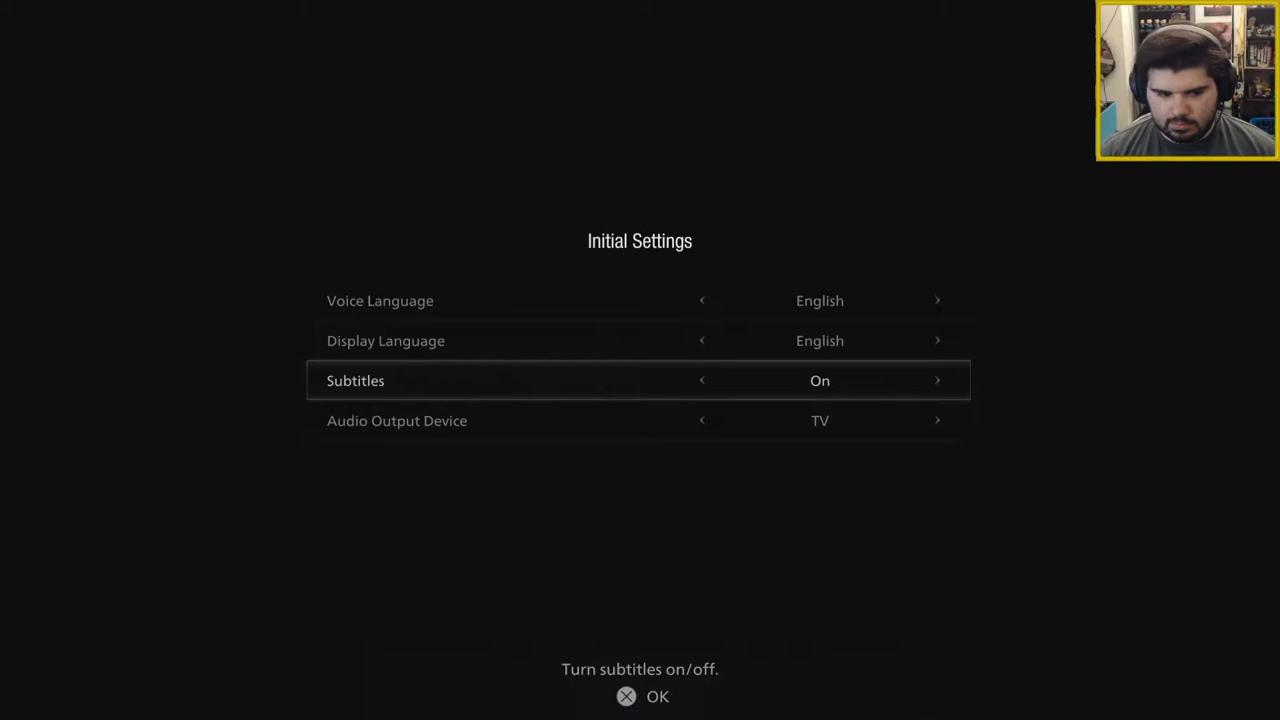 Initial Settings
Voice Language English
Display Language English
Subtitles On
Audio Output Device TV
Turn subtitles on/off.
OK